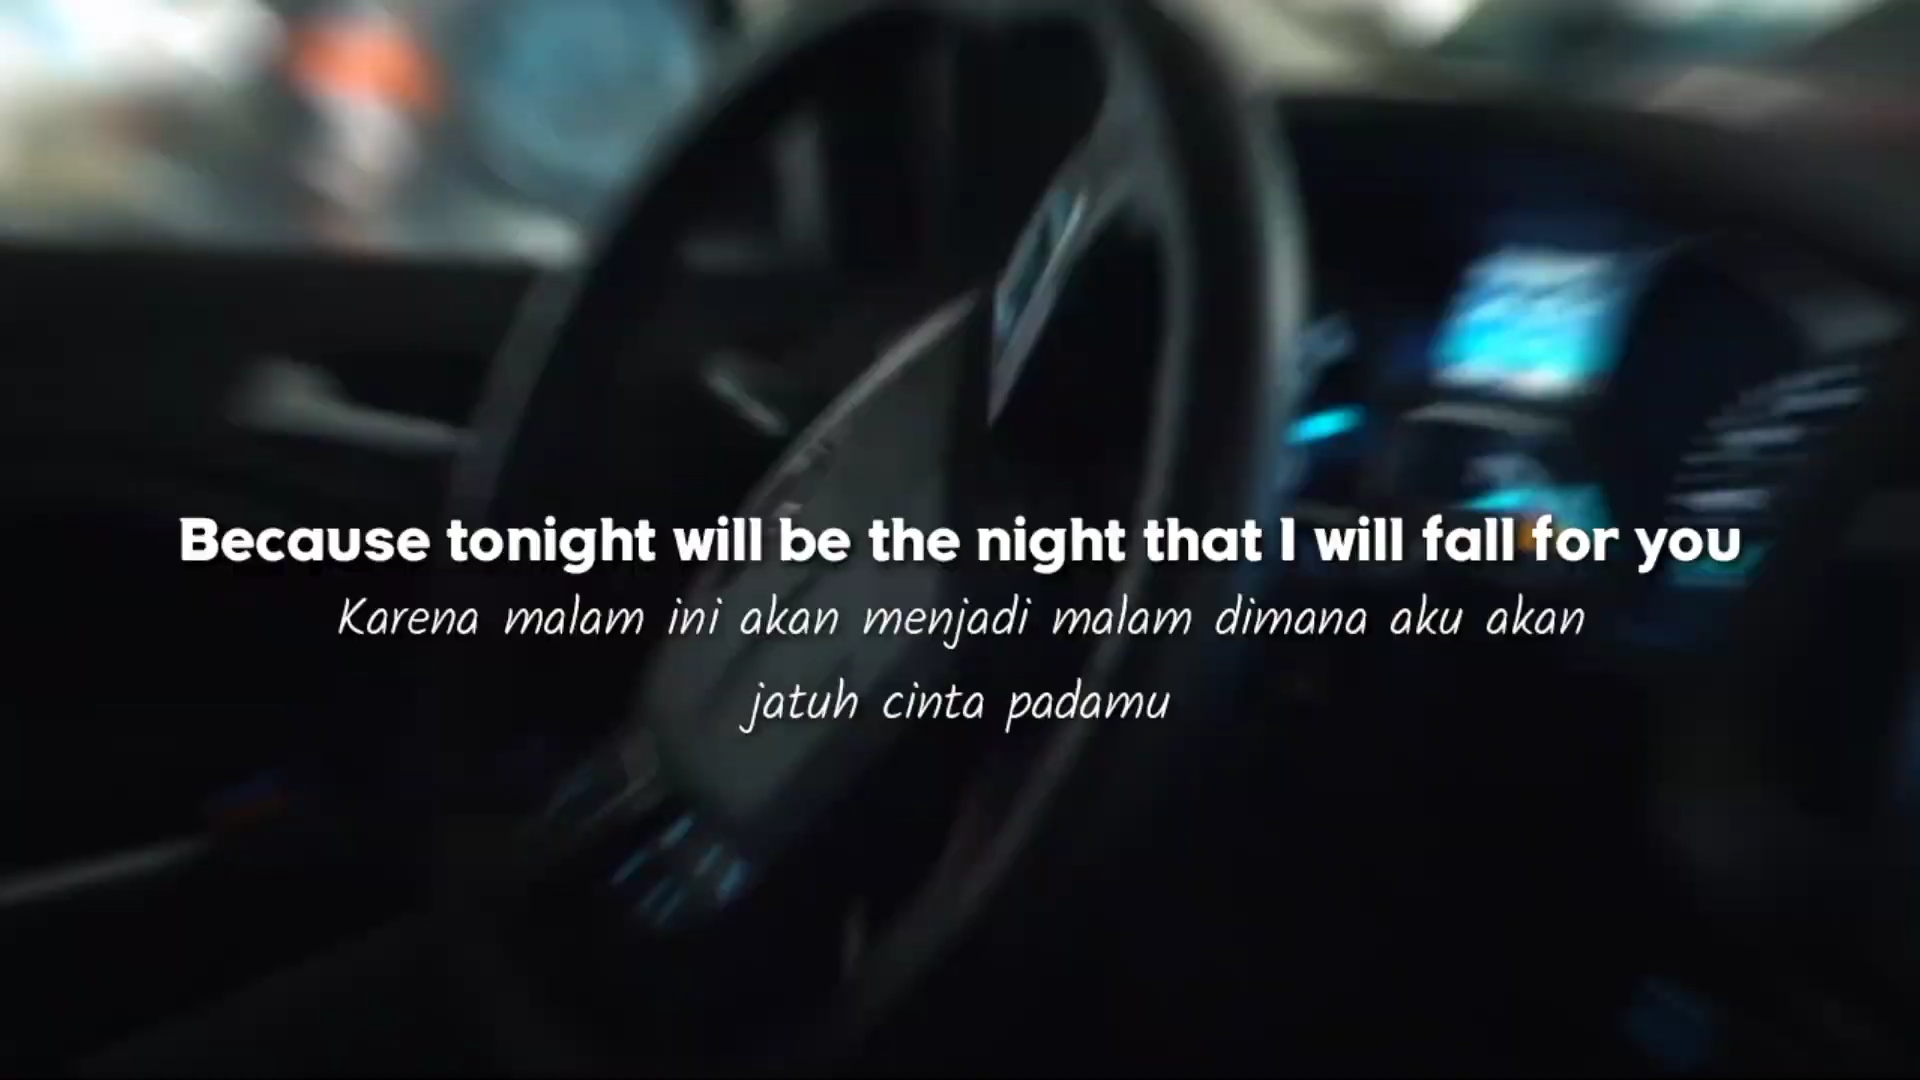 Because tonight will be the night that I will fall for you
Karena malam ini akan menjadi malam dimana aku akan
jatuh cinta padamu